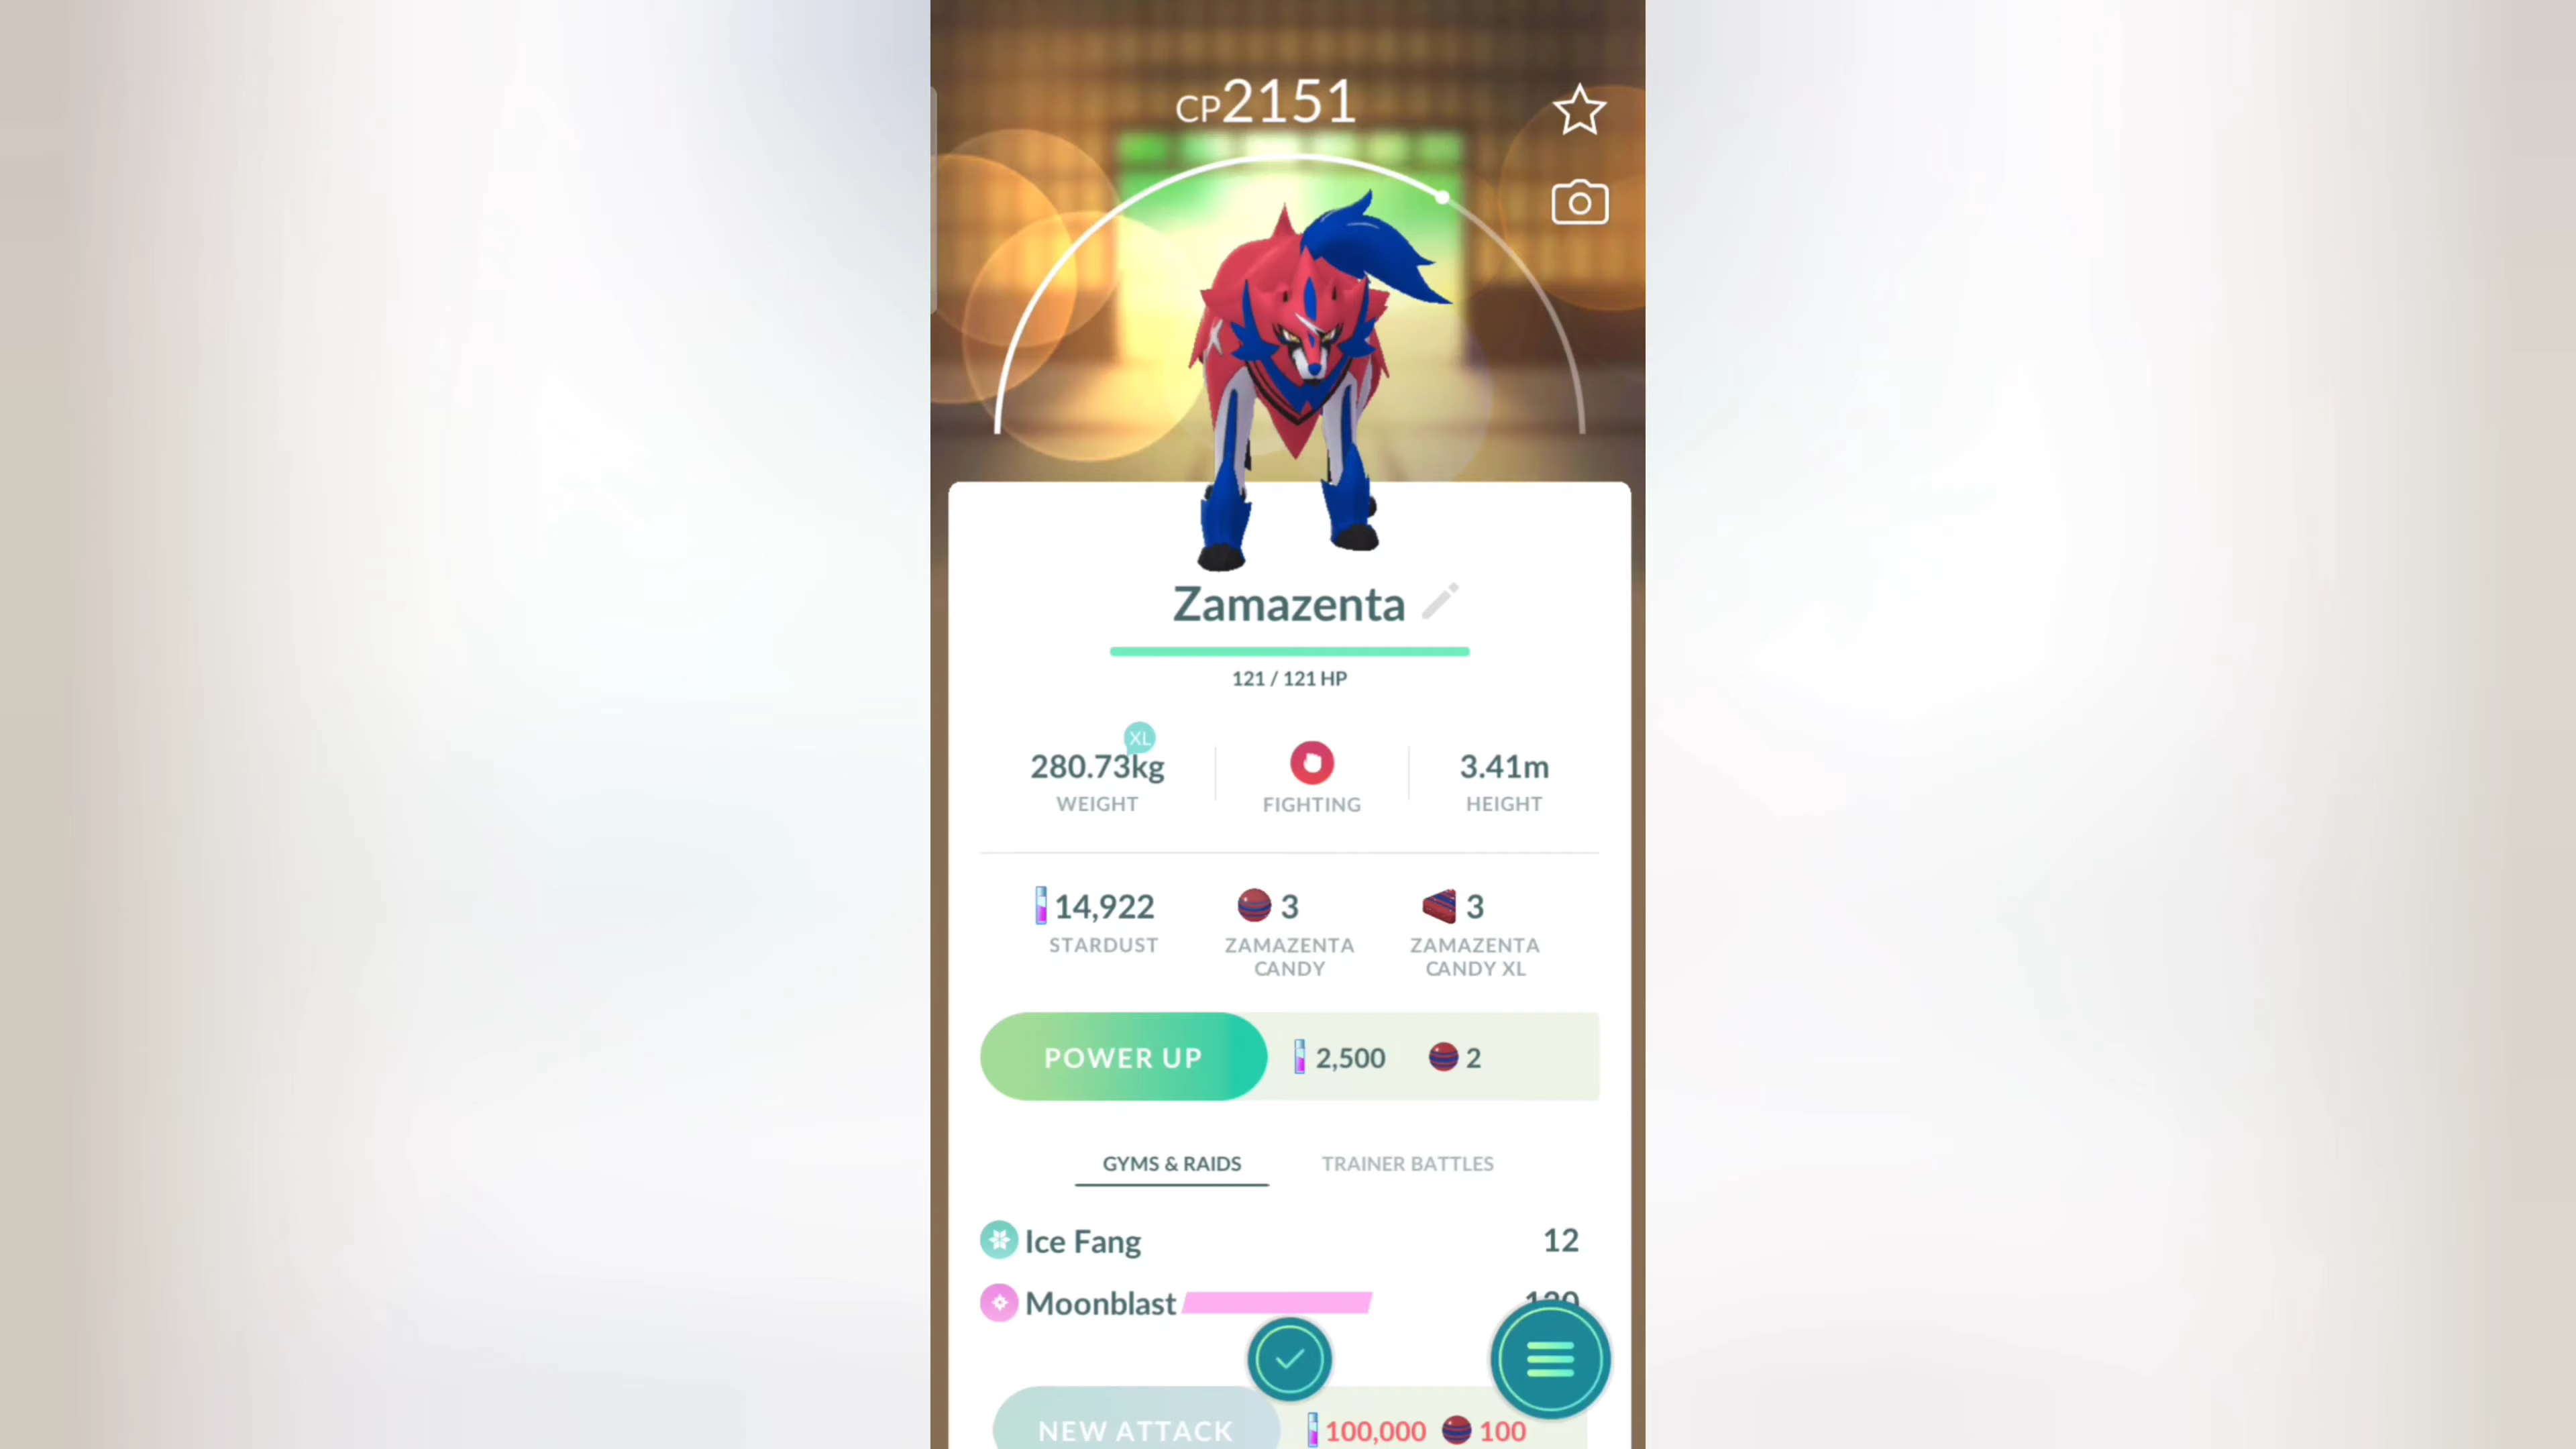 CP2151
Zamazenta
121 / 121 HP
XL
280.73kg
WEIGHT
FIGHTING
3.41m
HEIGHT
14,922
STARDUST
3
ZAMAZENTA
CANDY
3
ZAMAZENTA
CANDY XL
POWER UP
2,500
2
GYMS & RAIDS
TRAINER BATTLES
Ice Fang
12
Moonblast
NEW ATTACK
100,000
100